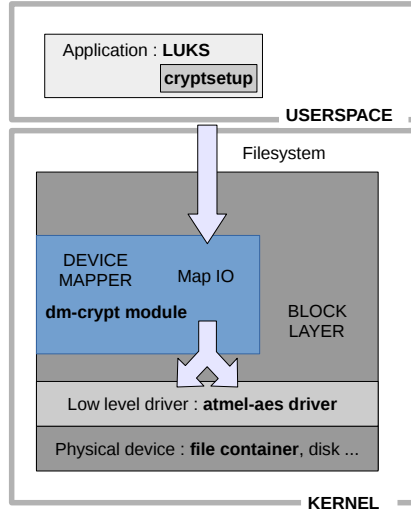 Application : LUKS
cryptsetup
USERSPACE
Filesystem
DEVICE
MAPPER
Map IO
dm-crypt module
BLOCK
LAYER
Low level driver : atmel-aes driver
Physical device : file container, disk ...
KERNEL